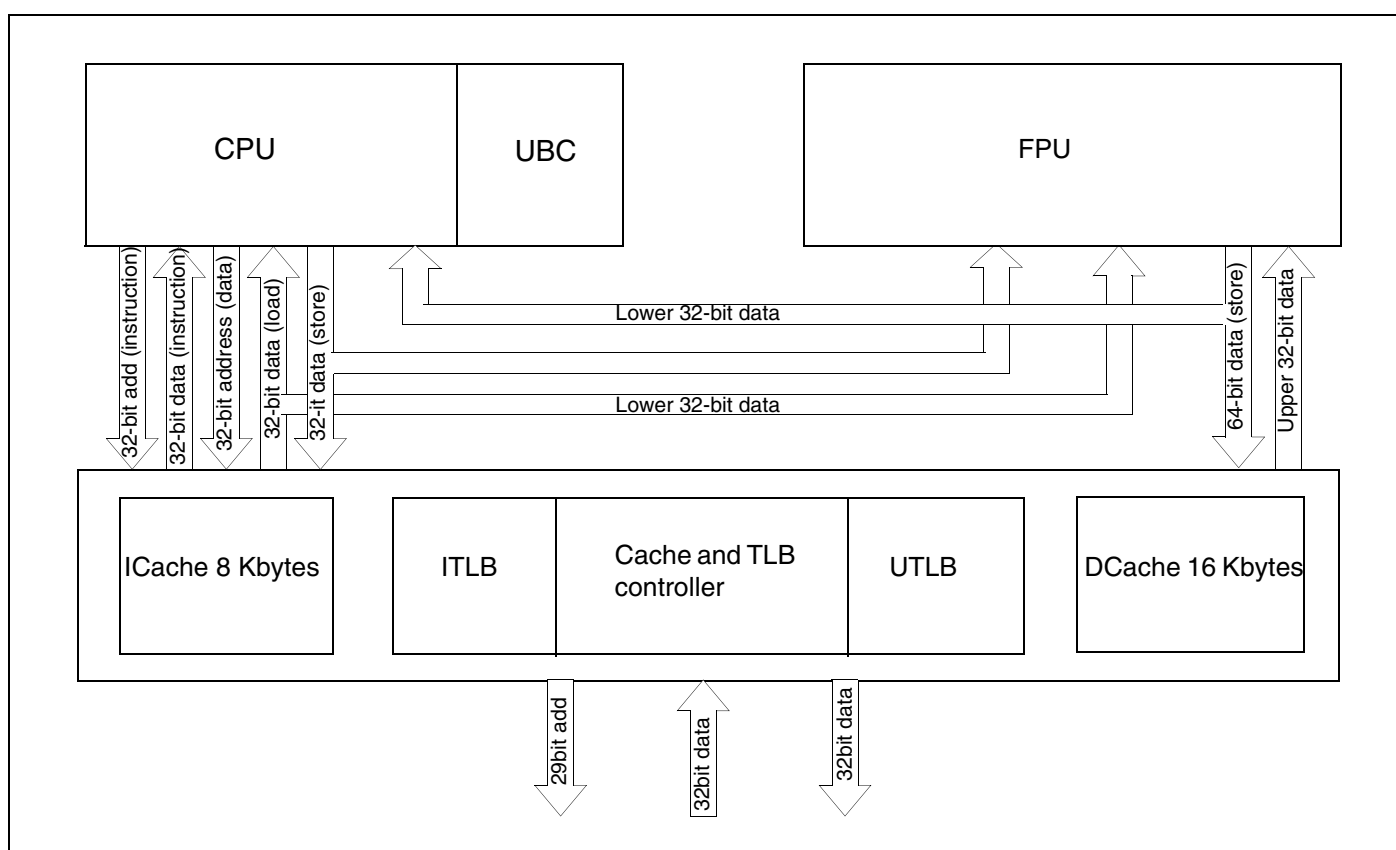 CPU
UBC
FPU
32-bit add (instruction)
32-bit data (instruction)
32-bit address (data)
32-bit data (load)
32-it data (store)
Lower 32-bit data
Lower 32-bit data
64-bit data (store)
Upper 32-bit data
ICache 8 Kbytes
ITLB
Cache and TLB
controller
UTLB
DCache 16 Kbytes
29bit add
32bit data
32bit data